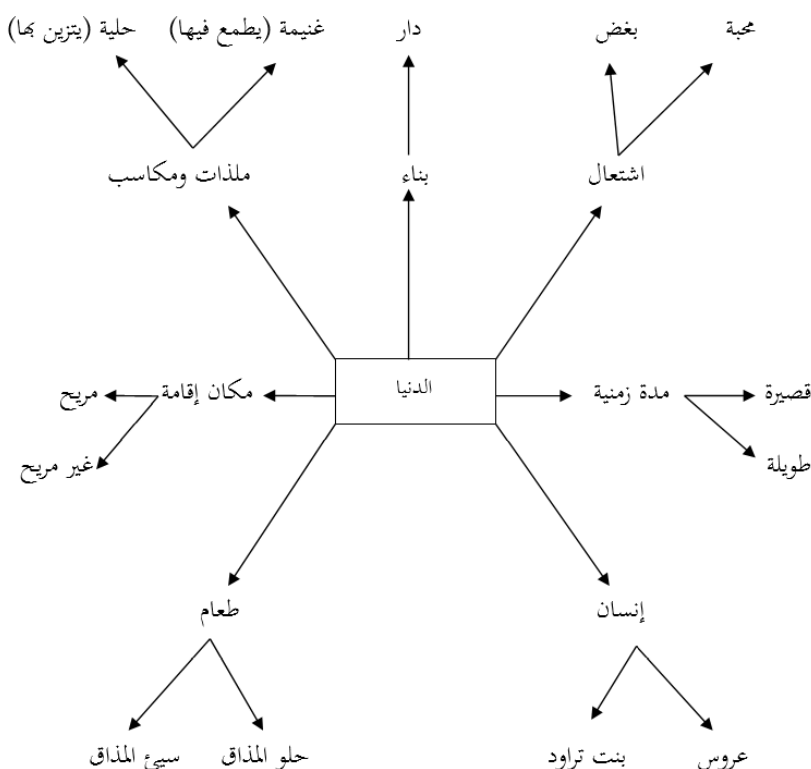 محبة
بغض
دار
غنيمة (يطمع فيها)
حلية (يتزين بها)
اشتعال
بناء
ملذات ومكاسب
الدنيا
قصيرة
مدة زمنية
مكان إقامة
مريح
طويلة
غير مريح
إنسان
طعام
عروس
بنت تراود
حلو المذاق
سيئ المذاق